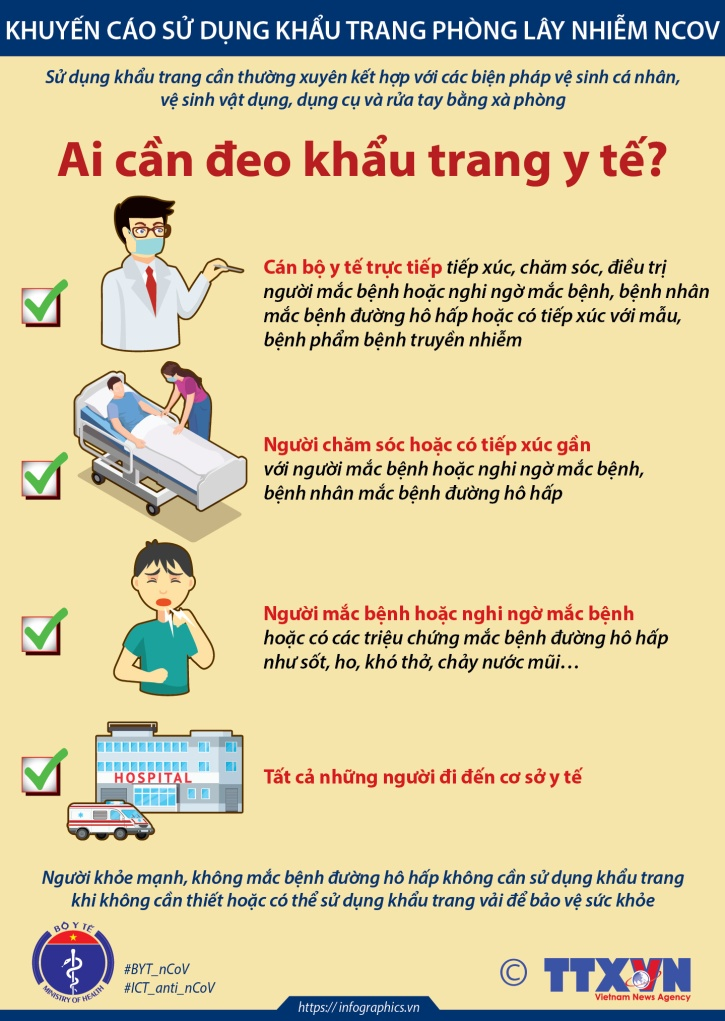 KHUYẾN CÁO SỬ DỤNG KHẨU TRANG PHÒNG LÂY NHIỄM NCOV
Sử dụng khẩu trang cần thường xuyên kết hợp với các biện pháp vệ sinh cá nhân,
vệ sinh vật dụng, dụng cụ và rửa tay bằng xà phòng
Ai cần đeo khẩu trang y tế?
Cán bộ y tế trực tiếp tiếp xúc, chăm sóc, điều trị
người mắc bệnh hoặc nghi ngờ mắc bệnh, bệnh nhân
mắc bệnh đường hô hấp hoặc có tiếp xúc với mẫu,
bệnh phẩm bệnh truyền nhiễm
Người chăm sóc hoặc có tiếp xúc gần
với người mắc bệnh hoặc nghi ngờ mắc bệnh,
bệnh nhân mắc bệnh đường hô hấp
Người mắc bệnh hoặc nghi ngờ mắc bệnh
hoặc có các triệu chứng mắc bệnh đường hô hấp
như sốt, ho, khó thở, chảy nước mũi...
HOSPITAL
Tất cả những người đi đến cơ sở y tế
Người khỏe mạnh, không mắc bệnh đường hô hấp không cần sử dụng khẩu trang
khi không cần thiết hoặc có thể sử dụng khẩu trang vải để bảo vệ sức khỏe
BỘ Y TẾ
MINISTRY OF HEALTH
#BYT_nCoV
#ICT_anti_nCoV
© TTXVN
Vietnam News Agency
https://infographics.vn